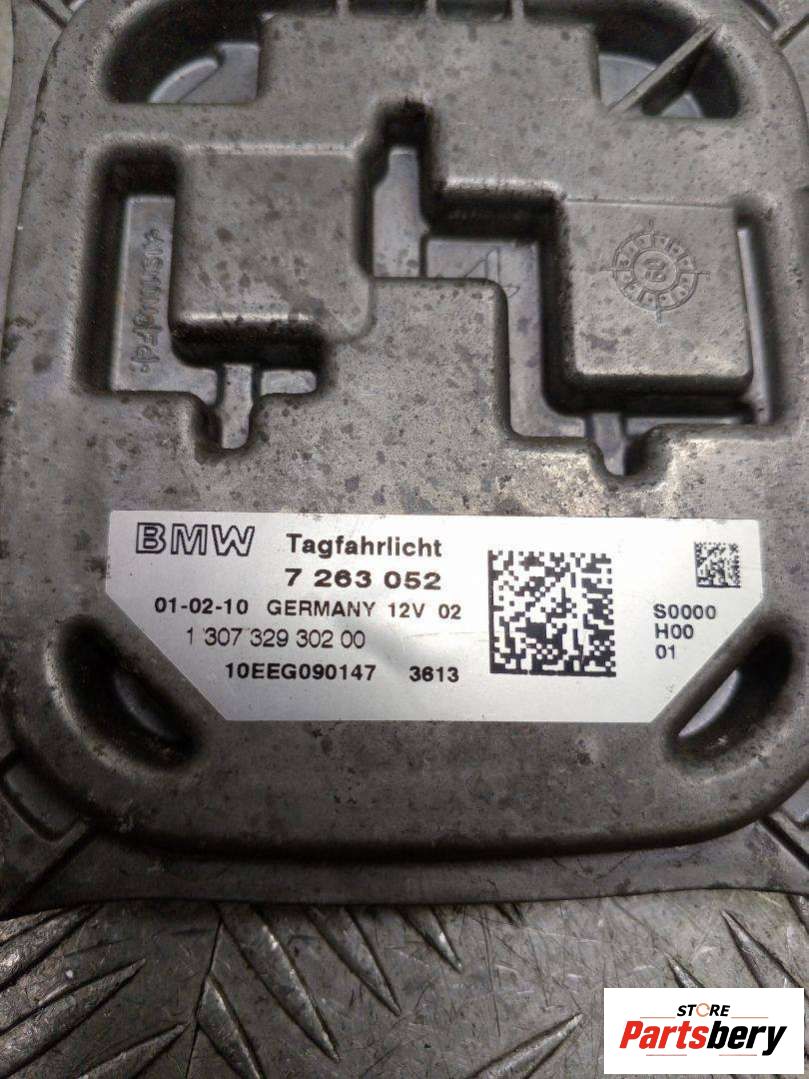 BMW Tagfahrlicht
7 263 052
01-02-10 GERMANY 12V 02
1 307 329 302 00
10EEG090147 3613
S0000
H00
01
STORE
Partsbery